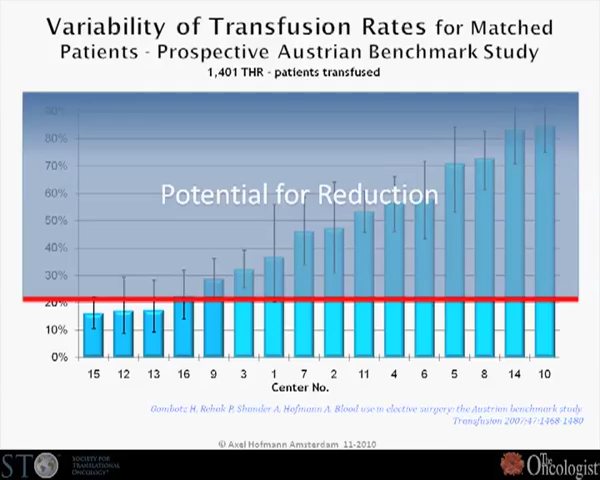 Variability of Transfusion Rates for Matched
Patients - Prospective Austrian Benchmark Study
1,401 THR - patients transfused
90%
80%
70%
60%
50%
40%
30%
20%
10%
0%
Potential for Reduction
15 12 13 16 9 3 1 7 2 11 4 6 5 8 14 10
Center No.
Gombotz H, Rehak P, Shander A, Hofmann A. Blood use in elective surgery: the Austrian benchmark study.
Transfusion 2007;47:1468-1480
© Axel Hofmann Amsterdam 11-2010
STO
SOCIETY FOR
TRANSLATIONAL
ONCOLOGY
The
Oncologist